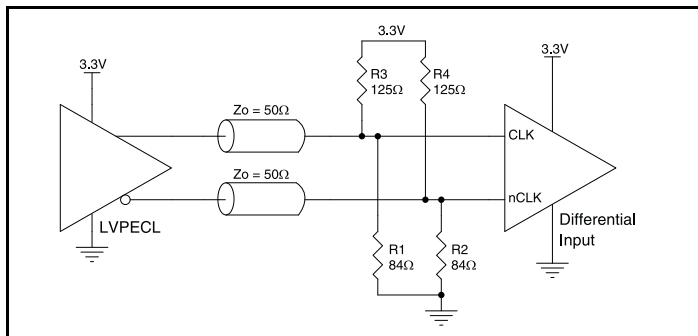 3.3V
3.3V
3.3V
R3
125Ω
R4
125Ω
Zo = 50Ω
CLK
Zo = 50Ω
nCLK
LVPECL
Differential
Input
R1
84Ω
R2
84Ω